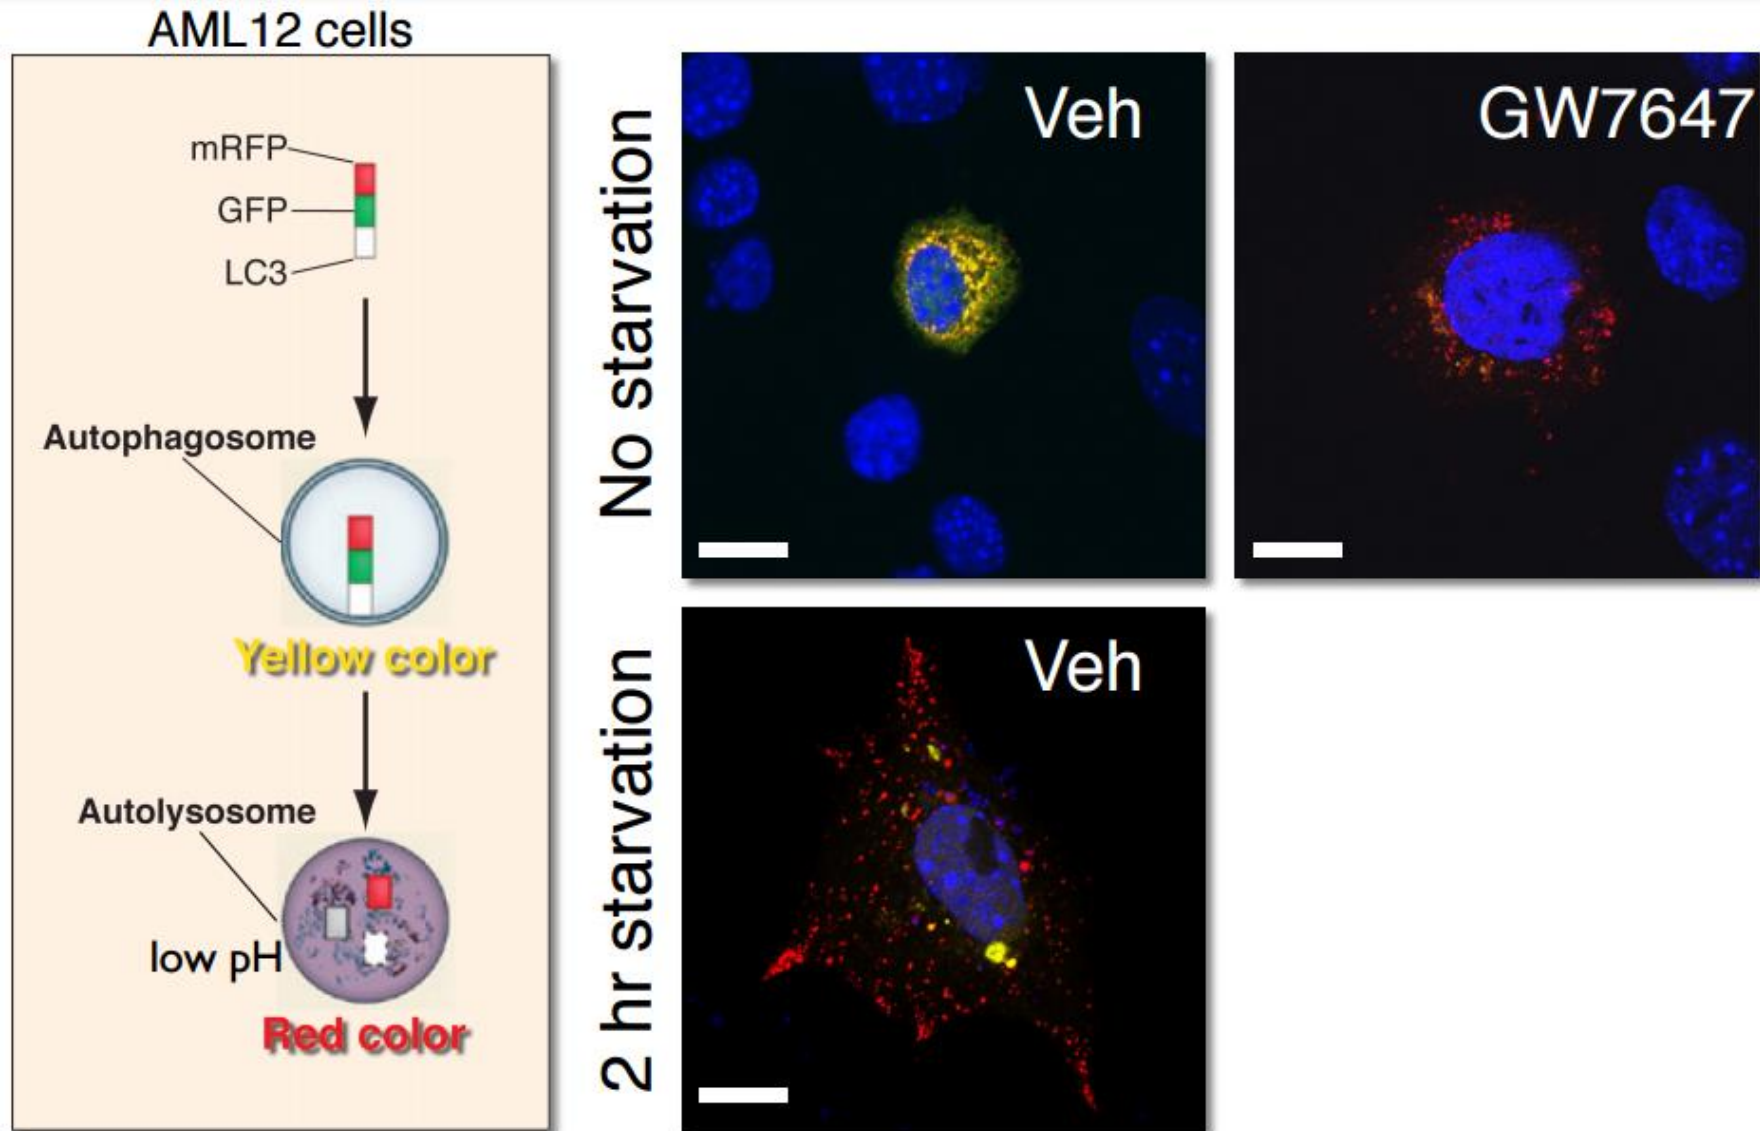 AML12 cells
mRFP
GFP
LC3
Autophagosome
Yellow color
Autolysosome
low pH
Red color
No starvation
Veh
GW7647
2 hr starvation
Veh